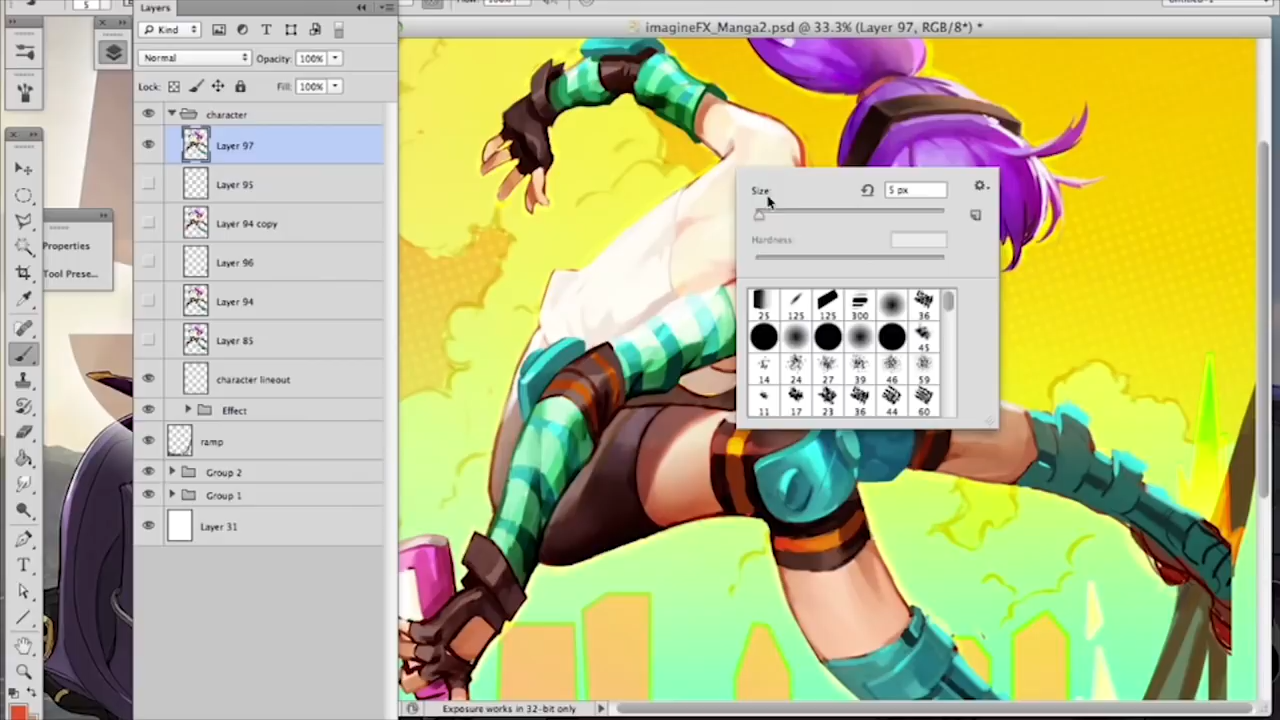 5
Layers
imagineFX_Manga2.psd @ 33.3% (Layer 97, RGB/8*) *
Kind
Normal
Opacity: 100%
Lock:
Fill: 100%
character
Layer 97
Layer 95
Layer 94 copy
Layer 96
Layer 94
Layer 85
character lineout
Effect
ramp
Group 2
Group 1
Layer 31
Properties
Tool Prese...
Size:
5 px
Hardness:
25 125 125 300 36
45
14 24 27 39 46 59
11 17 23 36 44 60
Exposure works in 32-bit only